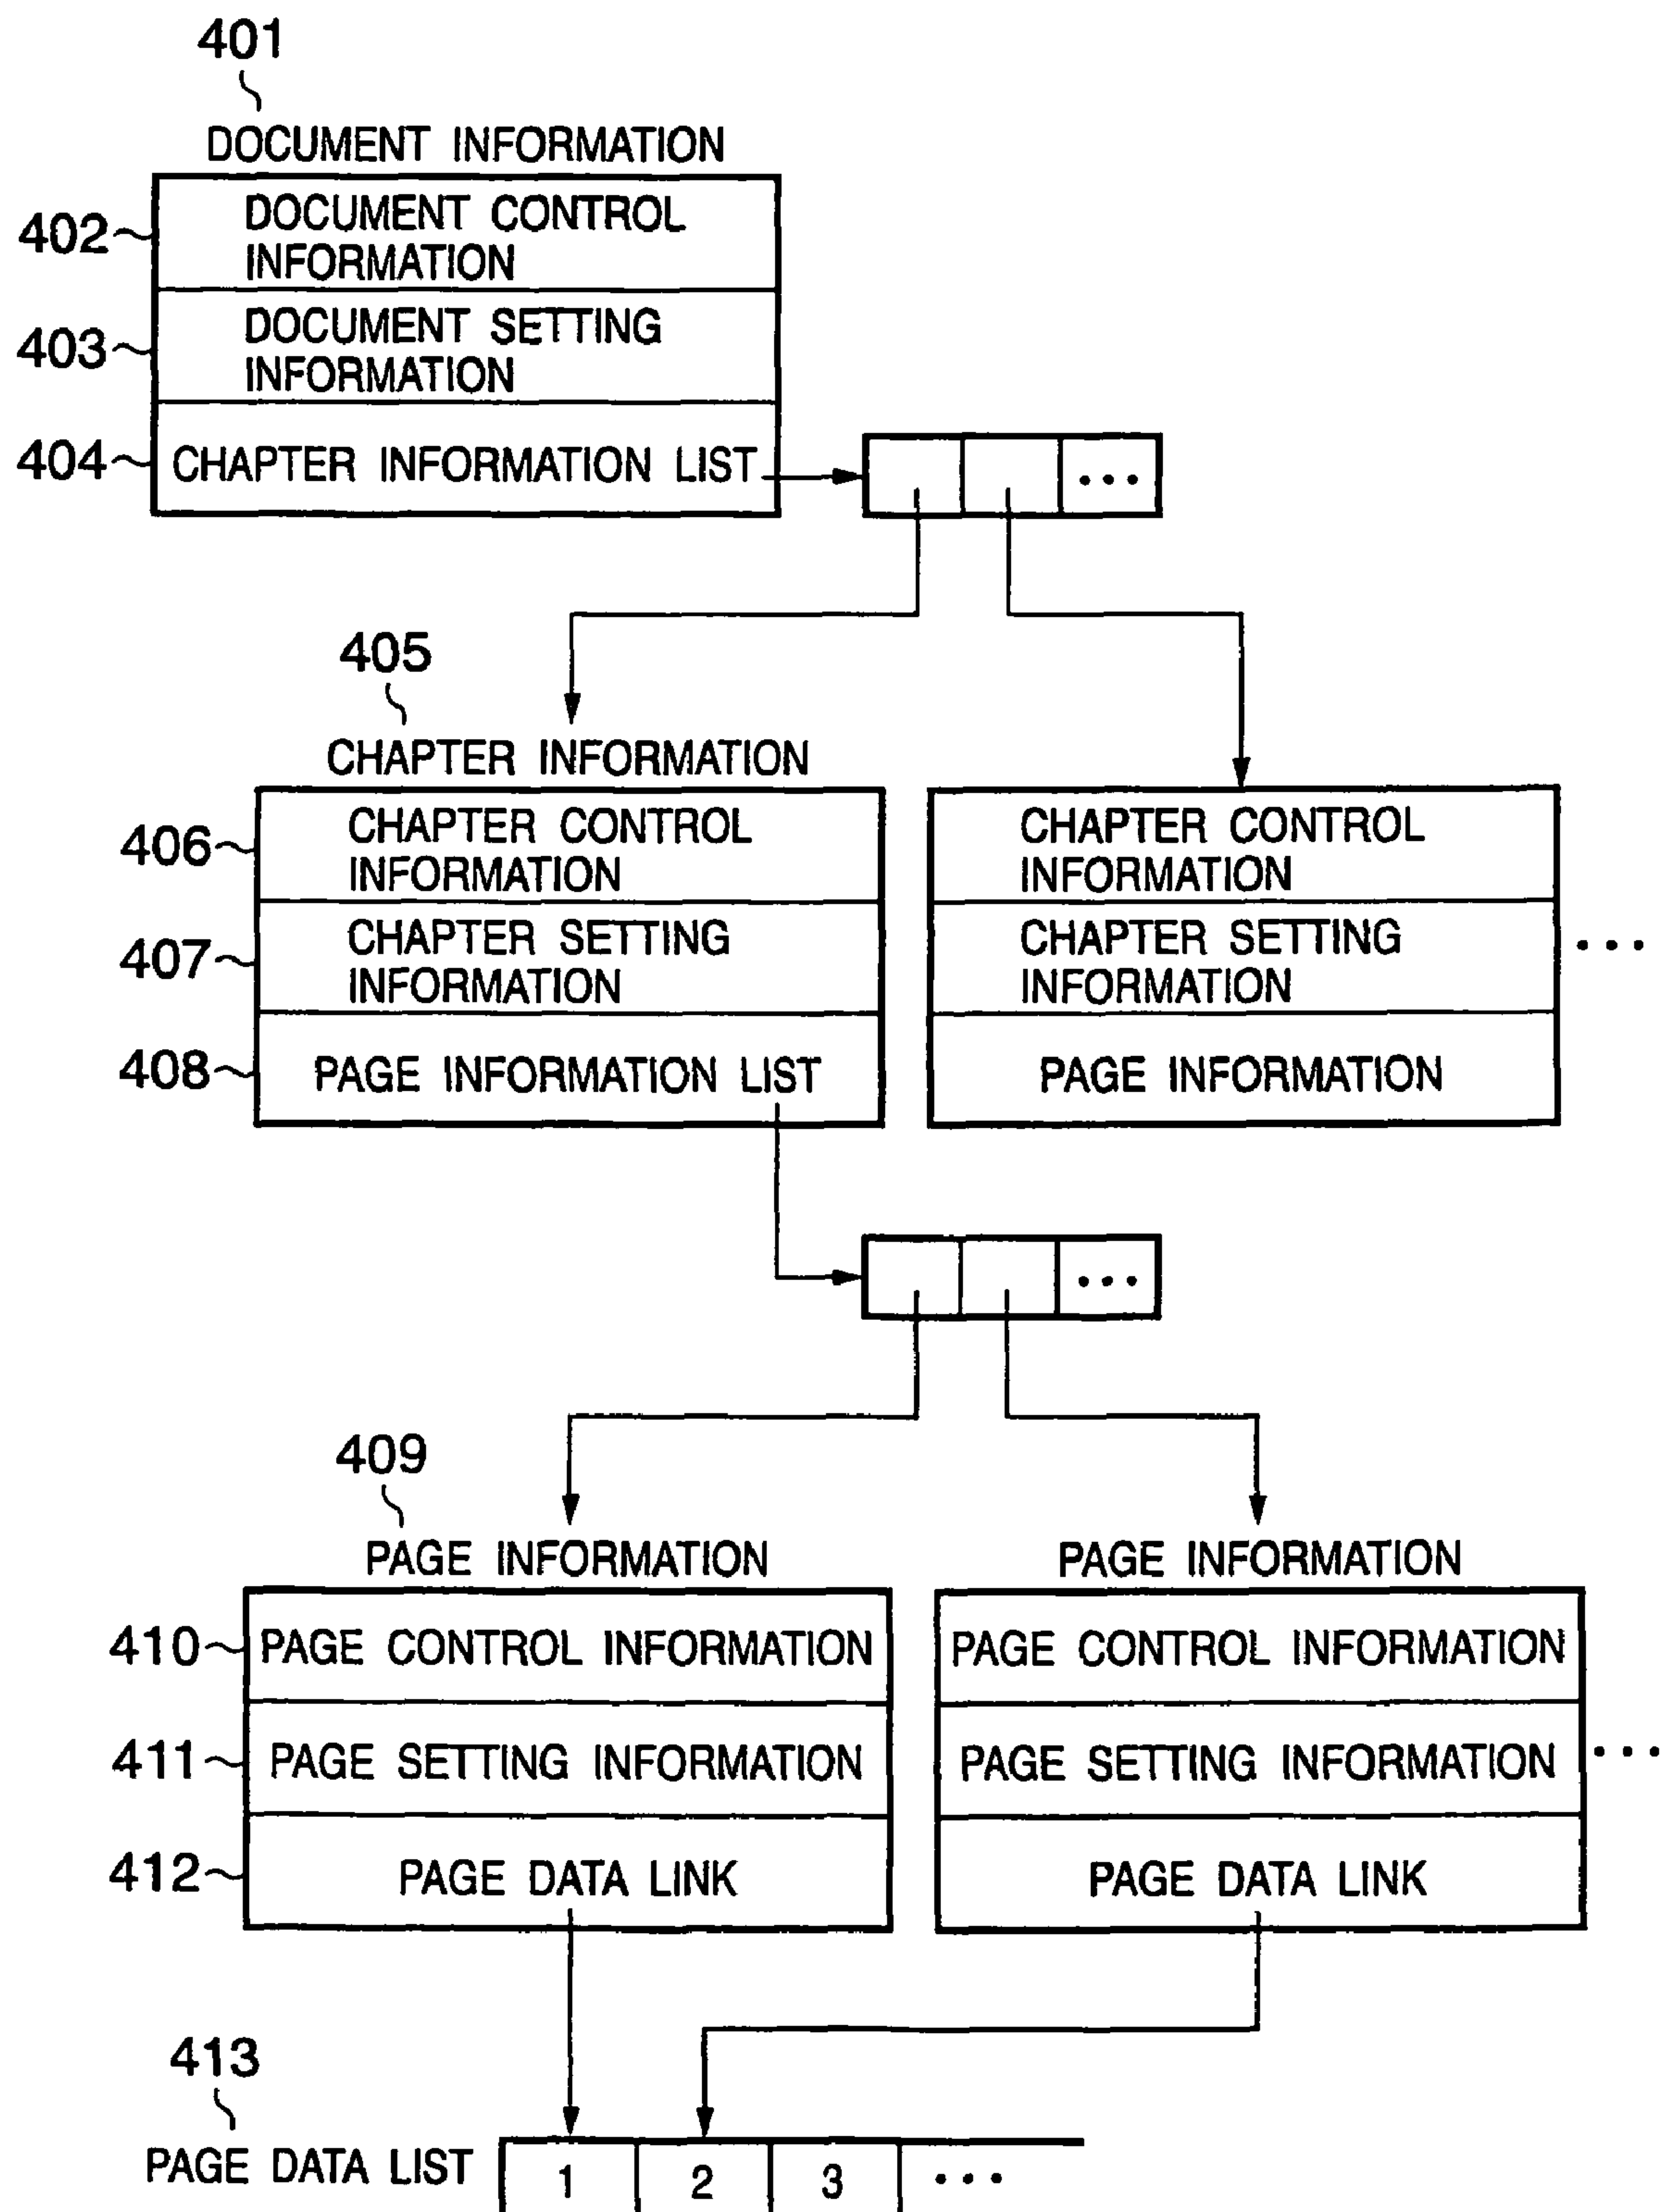 401
DOCUMENT INFORMATION
402
DOCUMENT CONTROL
INFORMATION
403
DOCUMENT SETTING
INFORMATION
404
CHAPTER INFORMATION LIST
...
405
CHAPTER INFORMATION
406
CHAPTER CONTROL
INFORMATION
CHAPTER CONTROL
INFORMATION
407
CHAPTER SETTING
INFORMATION
CHAPTER SETTING
INFORMATION
...
408
PAGE INFORMATION LIST
PAGE INFORMATION
...
409
PAGE INFORMATION
PAGE INFORMATION
410
PAGE CONTROL INFORMATION
PAGE CONTROL INFORMATION
411
PAGE SETTING INFORMATION
PAGE SETTING INFORMATION
...
412
PAGE DATA LINK
PAGE DATA LINK
413
PAGE DATA LIST
1 2 3 ...